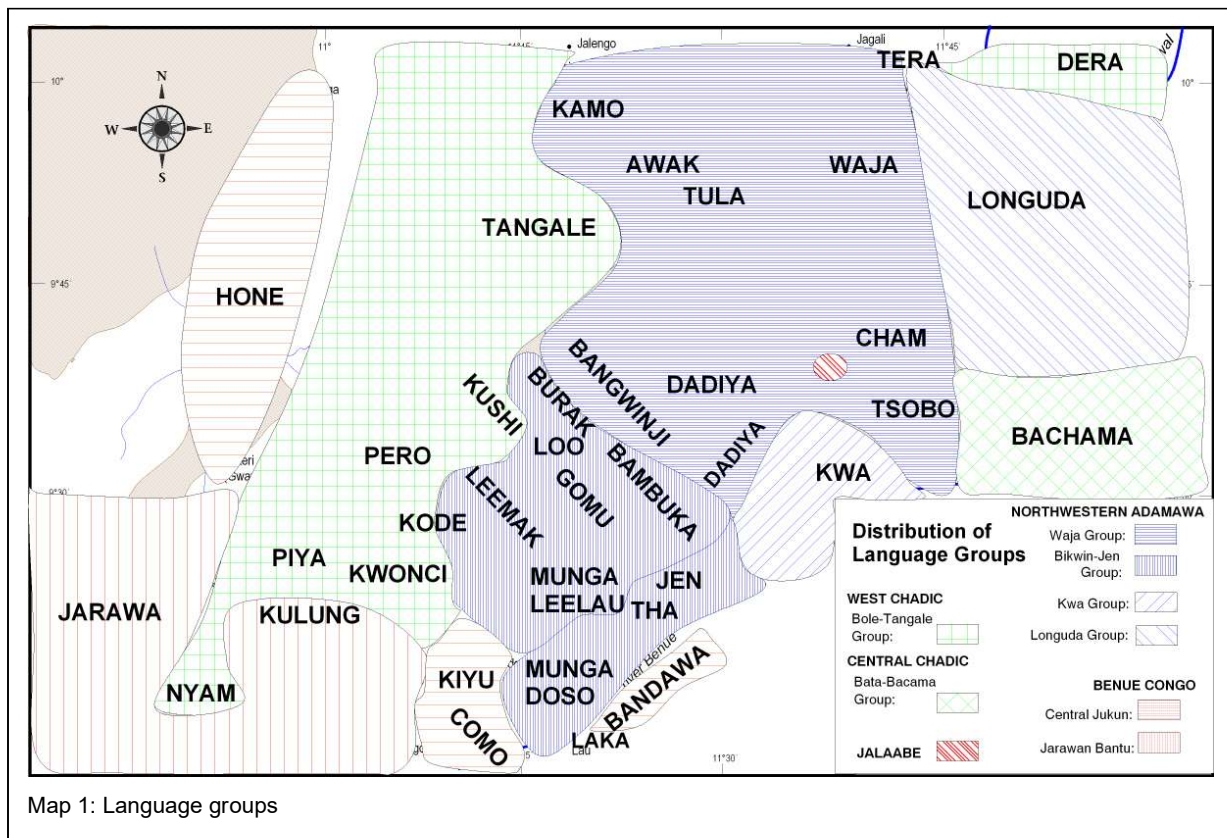 11°
11°45'
Jalengo
Jagali
11°45'
val
TERA
DERA
10°
10°
N
W
E
S
KAMO
AWAK
WAJA
TULA
LONGUDA
TANGALE
9°45'
HONE
CHAM
BANGWINJI
BURAK
KUSHI
DADIYA
TSOBO
LOO
BACHAMA
PERO
DADIYA
BAMBUKA
KWA
GOMU
LEEMAK
9°30'
KODE
PIYA
KWONCI
MUNGA
LEELAU
JEN
THA
JARAWA
KULUNG
River Benue
NYAM
KIYU
MUNGA
DOSO
BANDAWA
COMO
LAKA
Lau
11°30'
Distribution of
Language Groups
WEST CHADIC
Bole-Tangale
Group:
CENTRAL CHADIC
Bata-Bacama
Group:
JALAABE
NORTHWESTERN ADAMAWA
Waja Group:
Bikwin-Jen
Group:
Kwa Group:
Longuda Group:
BENUE CONGO
Central Jukun:
Jarawan Bantu:
Map 1: Language groups